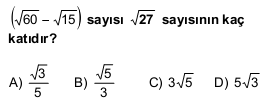 (√60 − √15) sayısı √27 sayısının kaç
katıdır?
A) √3/5 B) √5/3 C) 3√5 D) 5√3